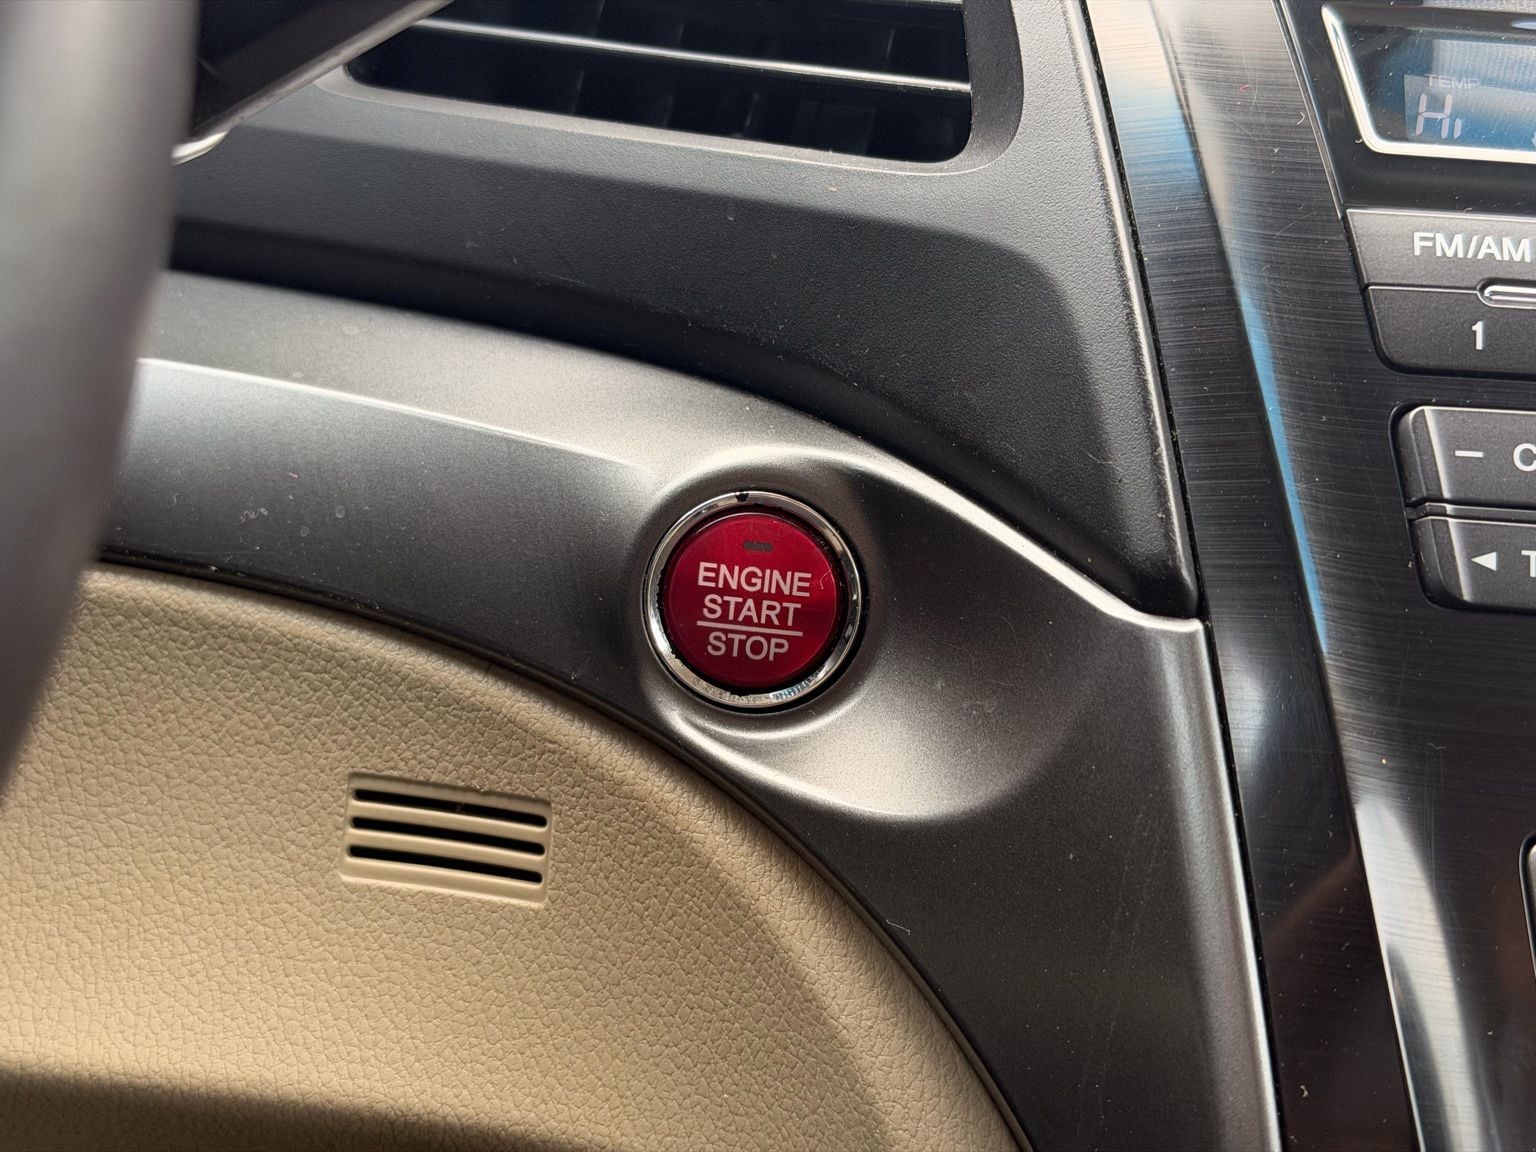 ENGINE
START
STOP
TEMP
Hi
FM/AM
1